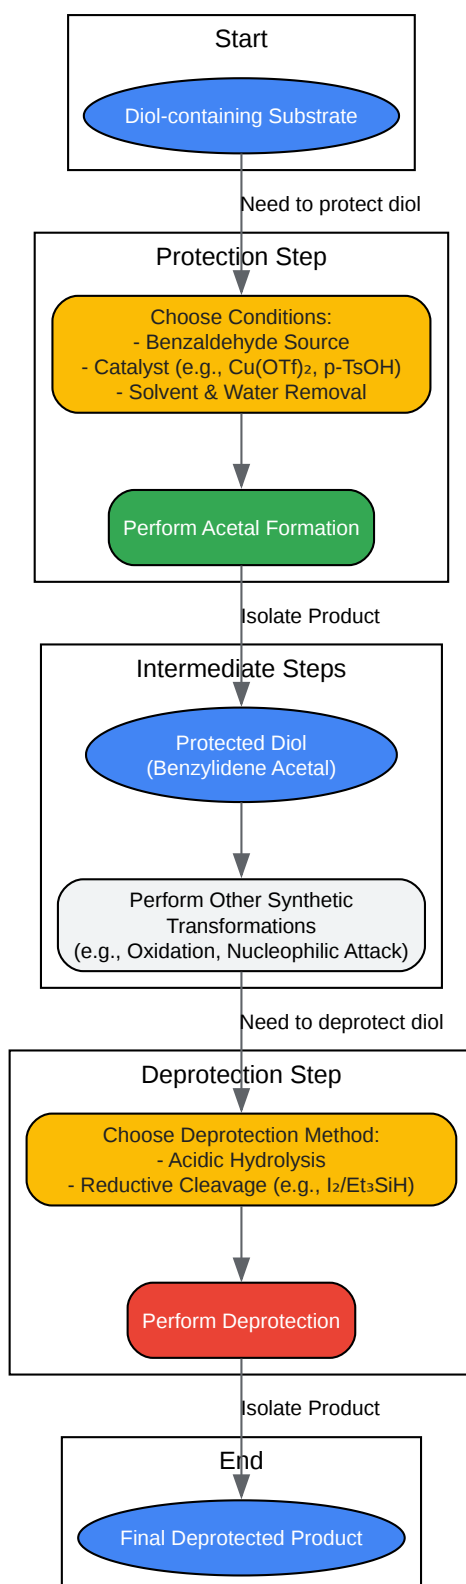 Start
Diol-containing Substrate
Need to protect diol
Protection Step
Choose Conditions:
- Benzaldehyde Source
- Catalyst (e.g., Cu(OTf)₂, p-TsOH)
- Solvent & Water Removal
Perform Acetal Formation
Isolate Product
Intermediate Steps
Protected Diol
(Benzylidene Acetal)
Perform Other Synthetic
Transformations
(e.g., Oxidation, Nucleophilic Attack)
Need to deprotect diol
Deprotection Step
Choose Deprotection Method:
- Acidic Hydrolysis
- Reductive Cleavage (e.g., I₂/Et₃SiH)
Perform Deprotection
Isolate Product
End
Final Deprotected Product